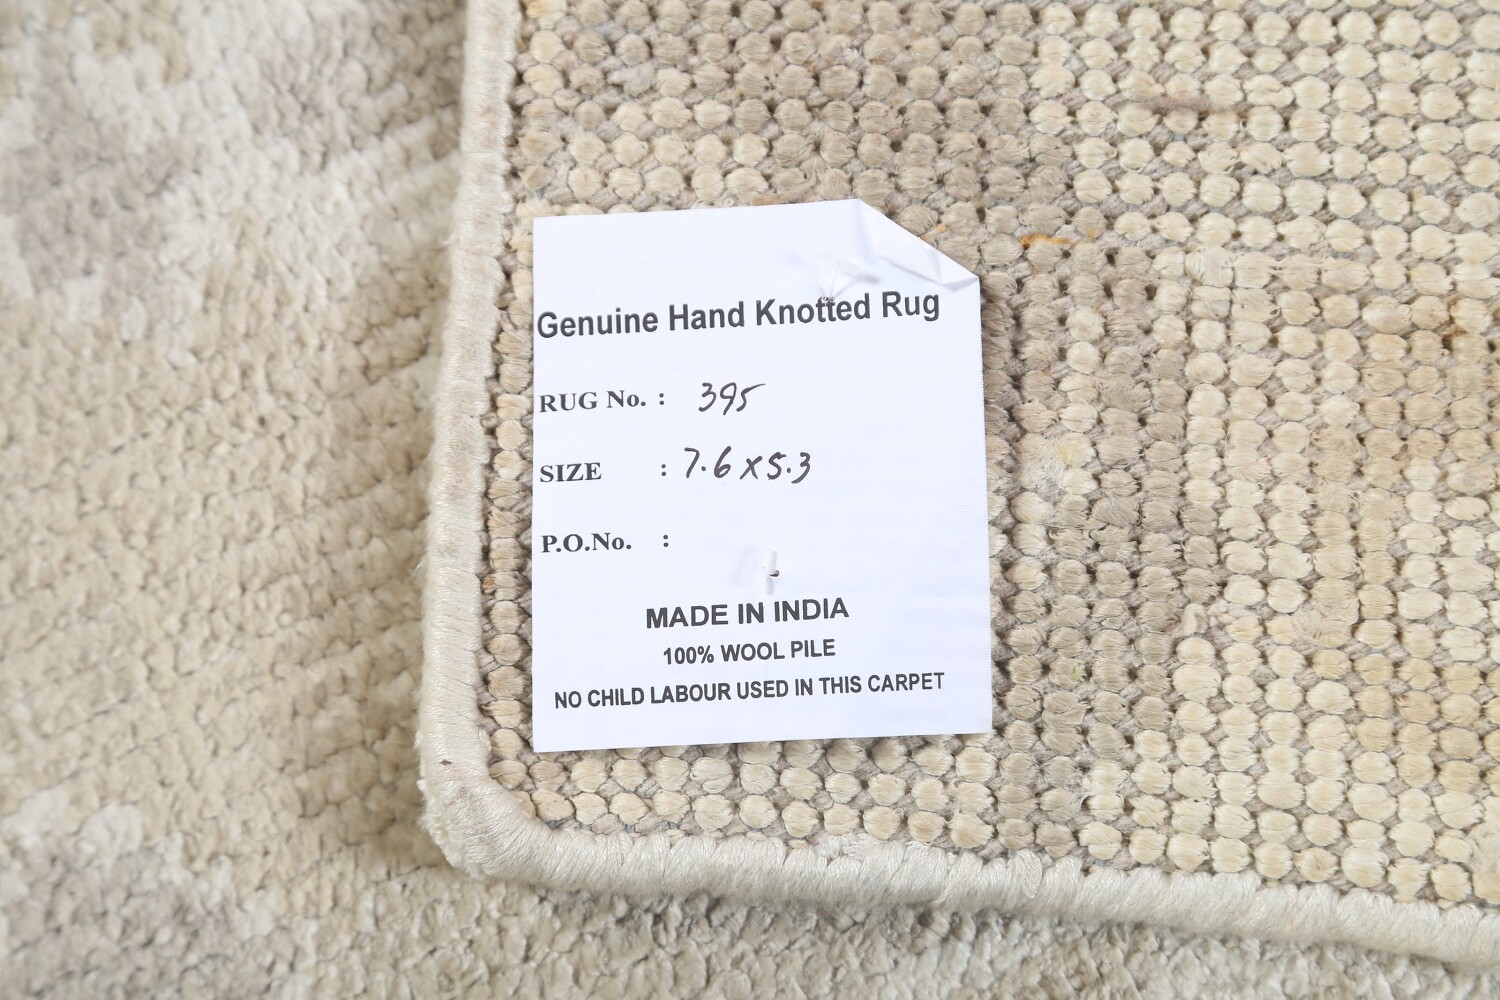 Genuine Hand Knotted Rug
RUG No. : 395
SIZE : 7.6 x 5.3
P.O.No. :
MADE IN INDIA
100% WOOL PILE
NO CHILD LABOUR USED IN THIS CARPET